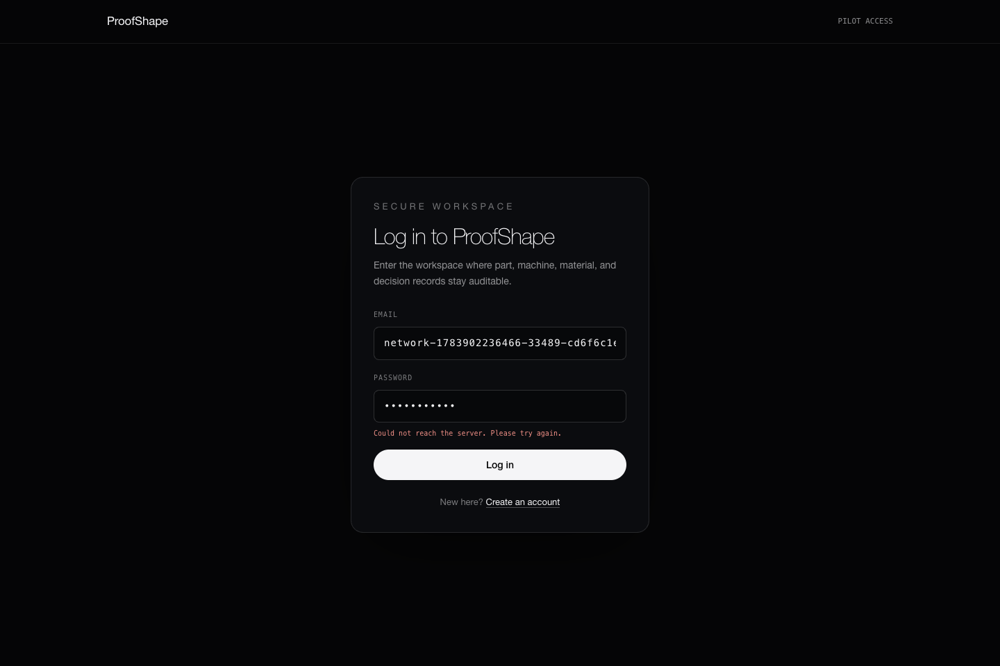 ProofShape
PILOT ACCESS
SECURE WORKSPACE
Log in to ProofShape
Enter the workspace where part, machine, material, and
decision records stay auditable.
EMAIL
network-1783902236466-33489-cd6f6c1e
PASSWORD
•••••••••••
Could not reach the server. Please try again.
Log in
New here? Create an account